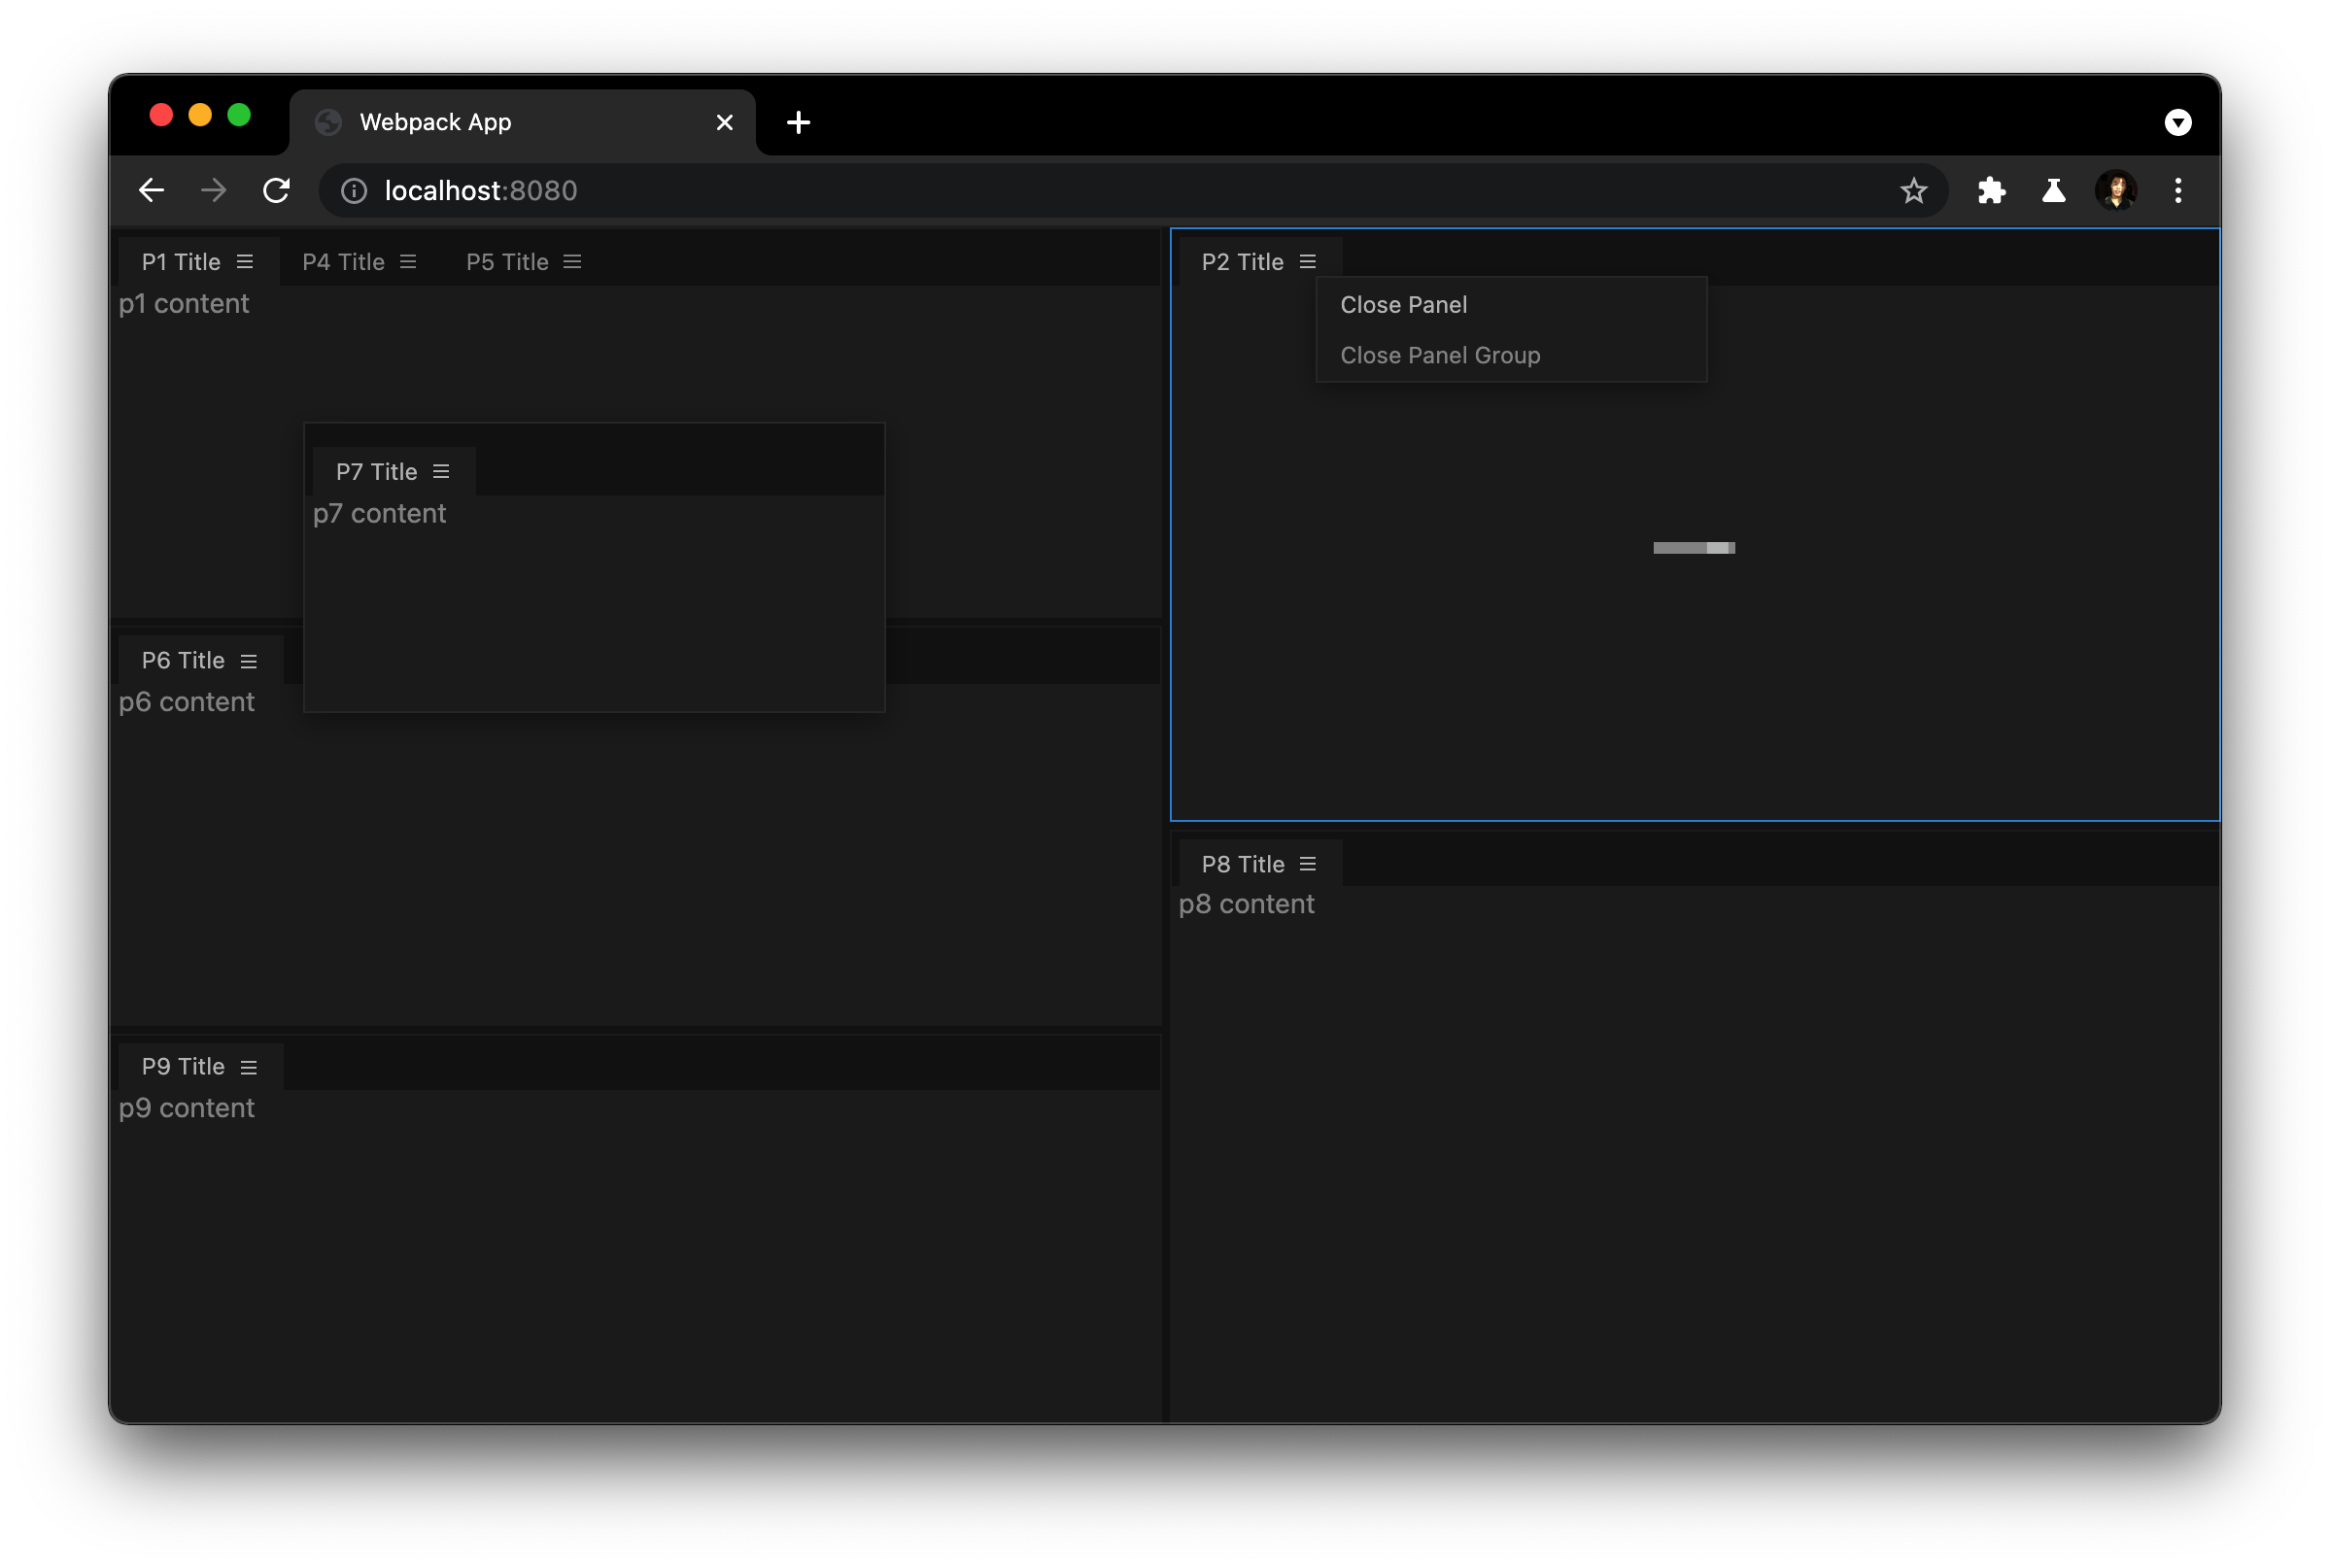 Webpack App
localhost:8080
P1 Title P4 Title P5 Title
p1 content
P2 Title
Close Panel
Close Panel Group
P7 Title
p7 content
P6 Title
p6 content
P8 Title
p8 content
P9 Title
p9 content